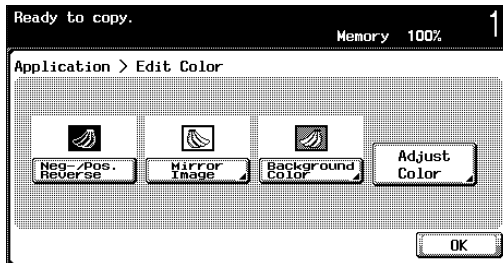 Ready to copy.
Memory 100% 1
Application > Edit Color
Neg-/Pos.
Reverse
Mirror
Image
Background
Color
Adjust
Color
OK